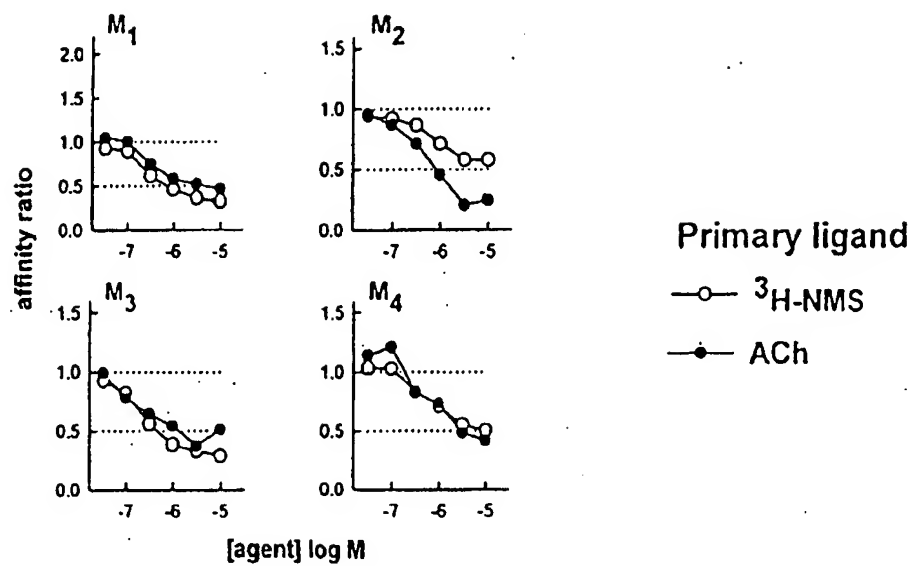 M1 M2
2.0 1.5
1.5
1.0 1.0
0.5 0.5
0.0 0.0
-7 -6 -5 -7 -6 -5
affinity ratio
Primary ligand
3H-NMS
ACh
M3 M4
1.5 1.5
1.0 1.0
0.5 0.5
0.0 0.0
-7 -6 -5 -7 -6 -5
[agent] log M